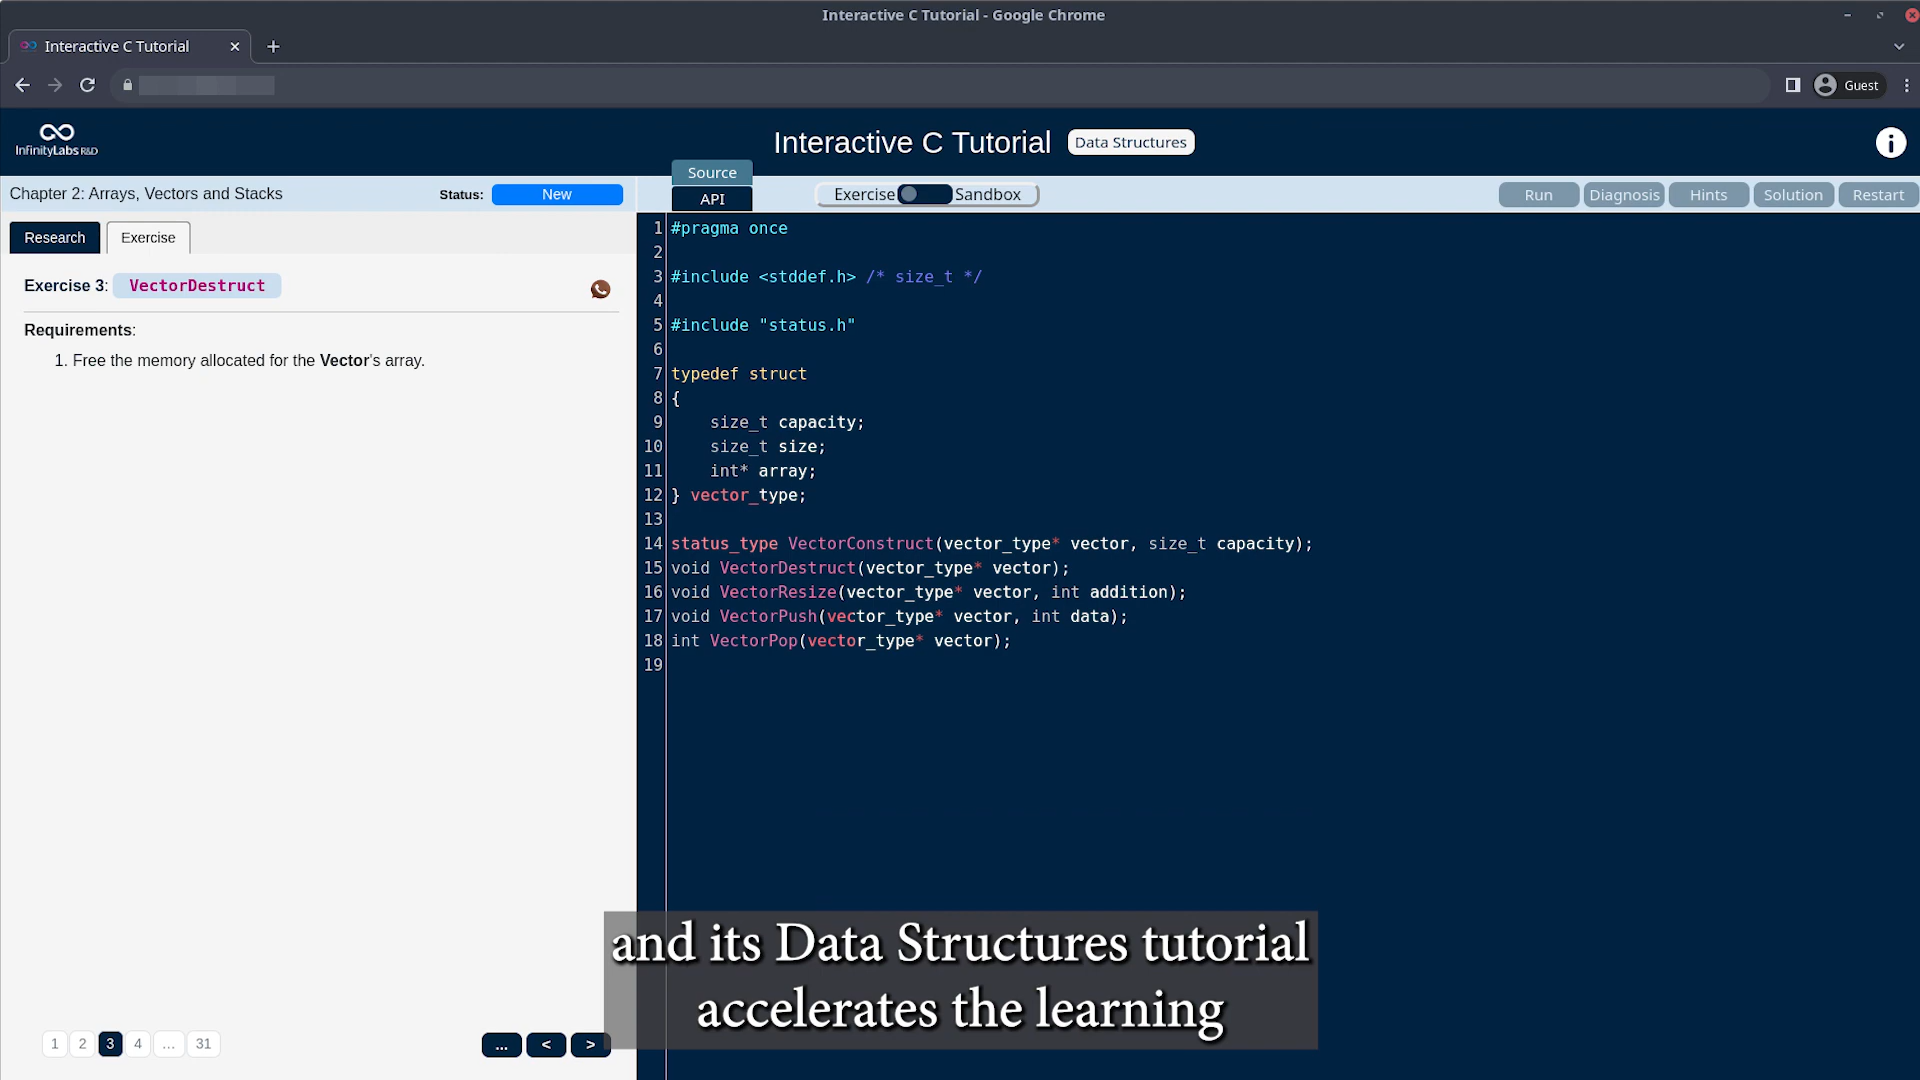 Interactive C Tutorial - Google Chrome
Interactive C Tutorial
Guest
InfinityLabs R&D
Interactive C Tutorial Data Structures
Chapter 2: Arrays, Vectors and Stacks
Status: New
Source
API
Exercise Sandbox
Run Diagnosis Hints Solution Restart
Research Exercise
Exercise 3: VectorDestruct
Requirements:
1. Free the memory allocated for the Vector's array.
1 #pragma once
2
3 #include <stddef.h> /* size_t */
4
5 #include "status.h"
6
7 typedef struct
8 {
9 size_t capacity;
10 size_t size;
11 int* array;
12 } vector_type;
13
14 status_type VectorConstruct(vector_type* vector, size_t capacity);
15 void VectorDestruct(vector_type* vector);
16 void VectorResize(vector_type* vector, int addition);
17 void VectorPush(vector_type* vector, int data);
18 int VectorPop(vector_type* vector);
19
and its Data Structures tutorial
accelerates the learning
1 2 3 4 ... 31
... < >